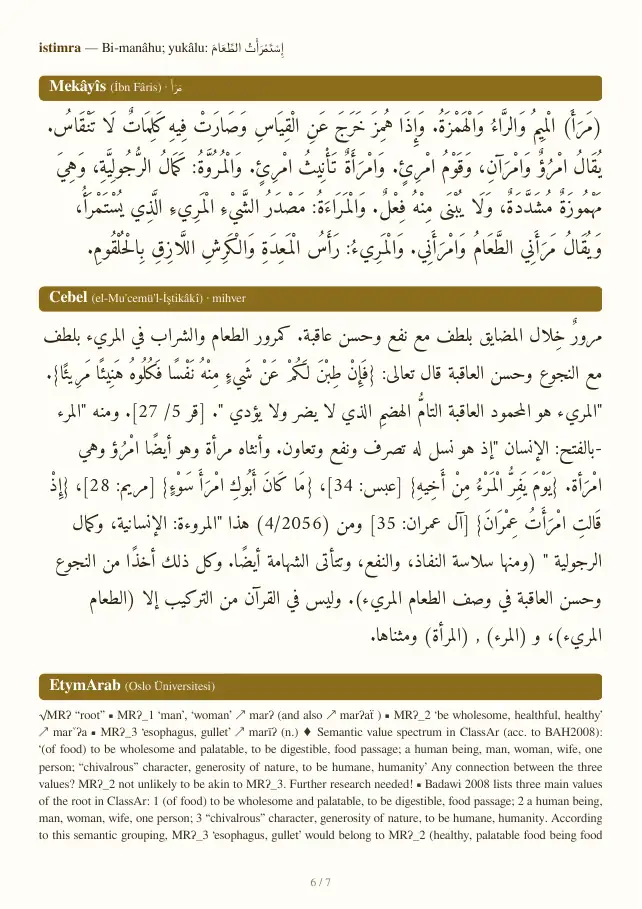 istimra — Bi-manâhu; yukâlu: إِسْتَمْرَأْتُ الطَّعَامَ
Mekâyîs (İbn Fâris) · مَرَأَ
(مَرَأَ) الْمِيمُ وَالرَّاءُ وَالْهَمْزَةُ. وَإِذَا هُمِزَ خَرَجَ عَنِ الْقِيَاسِ وَصَارَتْ فِيهِ كَلِمَاتٌ لَا تَنْقَاسُ.
يُقَالُ امْرُؤٌ وَامْرَآنِ، وَقَوْمُ امْرِئٍ. وَامْرَأَةٌ تَأْنِيثُ امْرِئٍ. وَالْمُرُوَّةُ: كَمَالُ الرُّجُولِيَّةِ، وَهِيَ
مَهْمُوزَةٌ مُشَدَّدَةٌ، وَلَا يُبْنَى مِنْهُ فِعْلٌ. وَالْمَرَاءَةُ: مَصْدَرُ الشَّيْءِ الْمَرِيءِ الَّذِي يُسْتَمْرَأُ،
وَيُقَالُ مَرَأَنِي الطَّعَامُ وَامْرَأَنِي. وَالْمَرِيءُ: رَأْسُ الْمَعِدَةِ وَالْكَرِشِ اللَّازِقِ بِالْحُلْقُومِ.
Cebel (el-Mu'cemü'l-İştikâkî) · mihver
مرورٌ خِلال المضايق بلطف مع نفع وحسن عاقبة. كمرور الطعام والشراب في المريء بلطف
مع النجوع وحسن العاقبة قال تعالى: {فَإِنْ طِبْنَ لَكُمْ عَنْ شَيْءٍ مِنْهُ نَفْسًا فَكُلُوهُ هَنِيئًا مَرِيئًا}.
"المريء هو المحمود العاقبة التامُّ الهضمِ الذي لا يضر ولا يؤدي ". [قر 5/ 27]. ومنه "المرء
-بالفتح: الإنسان "إذ هو نسل له تصرف ونفع وتعاون. وأنثاه مرأة وهو أيضًا امْرُؤ وهي
امْرَأة. {يَوْمَ يَفِرُّ الْمَرْءُ مِنْ أَخِيهِ} [عبس: 34]، {مَا كَانَ أَبُوكِ امْرَأَ سَوْءٍ} [مريم: 28]، {إِذْ
قَالَتِ امْرَأَتُ عِمْرَانَ} [آل عمران: 35] ومن (4/2056) هذا "المروءة: الإنسانية، وكمال
الرجولية " (ومنها سلاسة النفاذ، والنفع، وتتأتى الشهامة أيضًا. وكل ذلك أخذًا من النجوع
وحسن العاقبة في وصف الطعام المريء). وليس في القرآن من التركيب إلا (الطعام
المريء)، و (المرء) , (المرأة) ومثناها.
EtymArab (Oslo Üniversitesi)
√MRʔ “root” ▪ MRʔ_1 ‘man’, ‘woman’ ↗ marʔ (and also ↗ marʔaẗ ) ▪ MRʔ_2 ‘be wholesome, healthful, healthy’
↗ marˀʔa ▪ MRʔ_3 ‘esophagus, gullet’ ↗ marīʔ (n.) ♦ Semantic value spectrum in ClassAr (acc. to BAH2008):
‘(of food) to be wholesome and palatable, to be digestible, food passage; a human being, man, woman, wife, one
person; “chivalrous” character, generosity of nature, to be humane, humanity’ Any connection between the three
values? MRʔ_2 not unlikely to be akin to MRʔ_3. Further research needed! ▪ Badawi 2008 lists three main values
of the root in ClassAr: 1 (of food) to be wholesome and palatable, to be digestible, food passage; 2 a human being,
man, woman, wife, one person; 3 “chivalrous” character, generosity of nature, to be humane, humanity. According
to this semantic grouping, MRʔ_3 ‘esophagus, gullet’ would belong to MRʔ_2 (healthy, palatable food being food
6 / 7